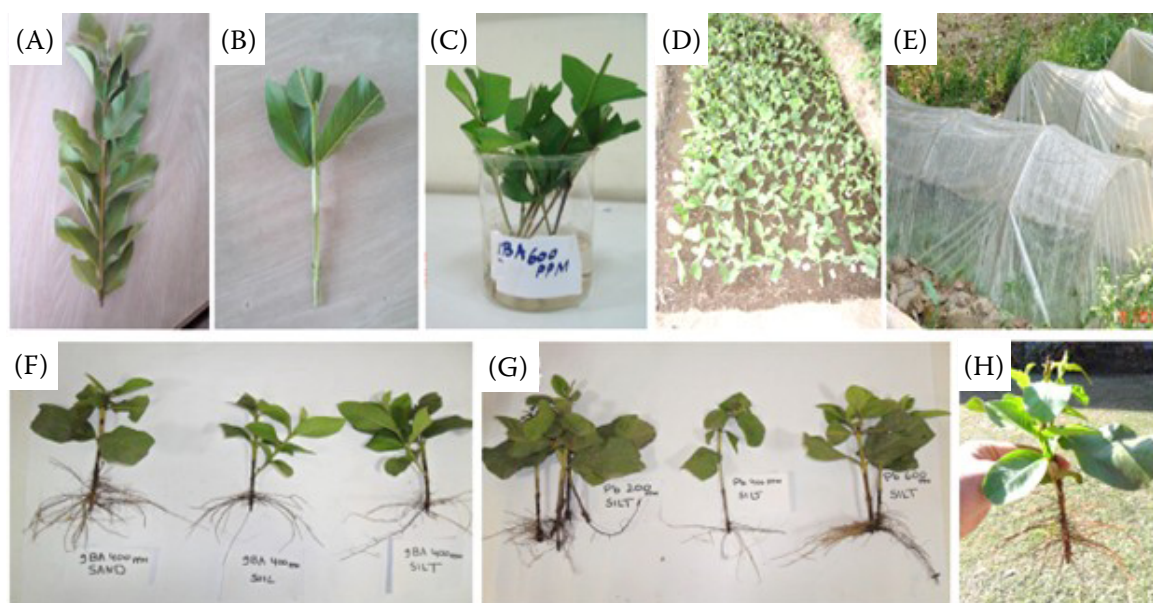 (A)
(B)
(C)
(D)
(E)
IBA 600
PPM
(F)
(G)
(H)
IBA 400 ppm
SAND
IBA 400 ppm
SOIL
IBA 400 ppm
SILT
Pb 200 ppm
SILT
Pb 400 ppm
SILT
Pb 600 ppm
SILT